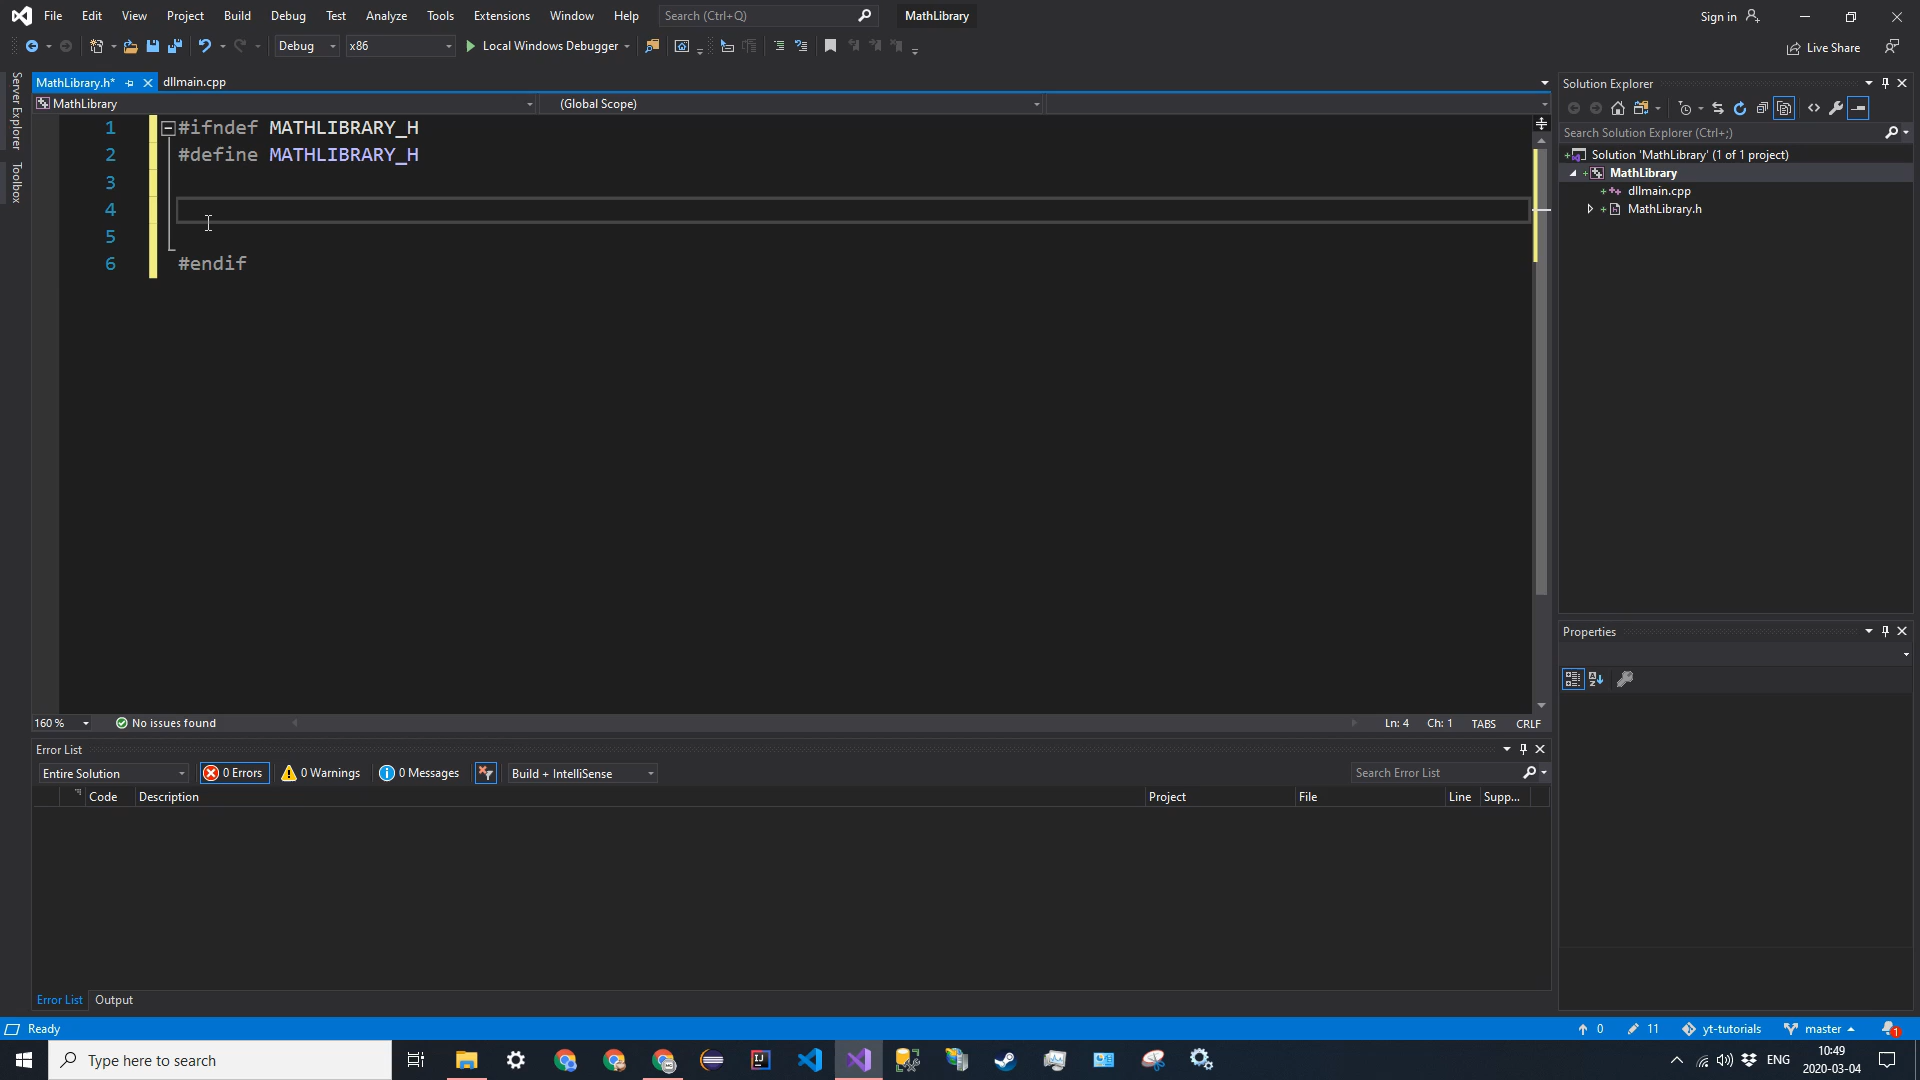 File Edit View Project Build Debug Test Analyze Tools Extensions Window Help Search (Ctrl+Q) MathLibrary Sign in
Debug x86 Local Windows Debugger Live Share
Server Explorer
Toolbox
MathLibrary.h* dllmain.cpp
MathLibrary (Global Scope)
1 #ifndef MATHLIBRARY_H
2 #define MATHLIBRARY_H
3
4
5
6 #endif
160 % No issues found Ln: 4 Ch: 1 TABS CRLF
Solution Explorer
Search Solution Explorer (Ctrl+;)
Solution 'MathLibrary' (1 of 1 project)
MathLibrary
dllmain.cpp
MathLibrary.h
Properties
Error List
Entire Solution 0 Errors 0 Warnings 0 Messages Build + IntelliSense Search Error List
Code Description Project File Line Supp...
Error List Output
Ready 0 11 yt-tutorials master 1
Type here to search ENG 10:49
2020-03-04